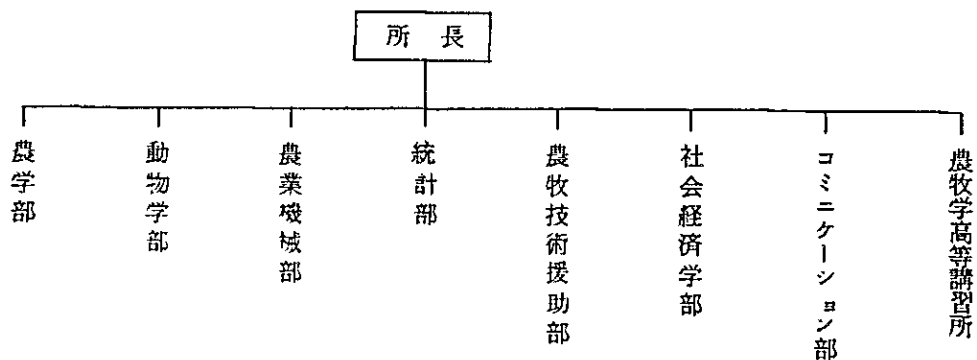 所長
農学部
動物学部
農業機械部
統計部
農牧技術援助部
社会経済学部
コミニケーション部
農牧学高等講習所